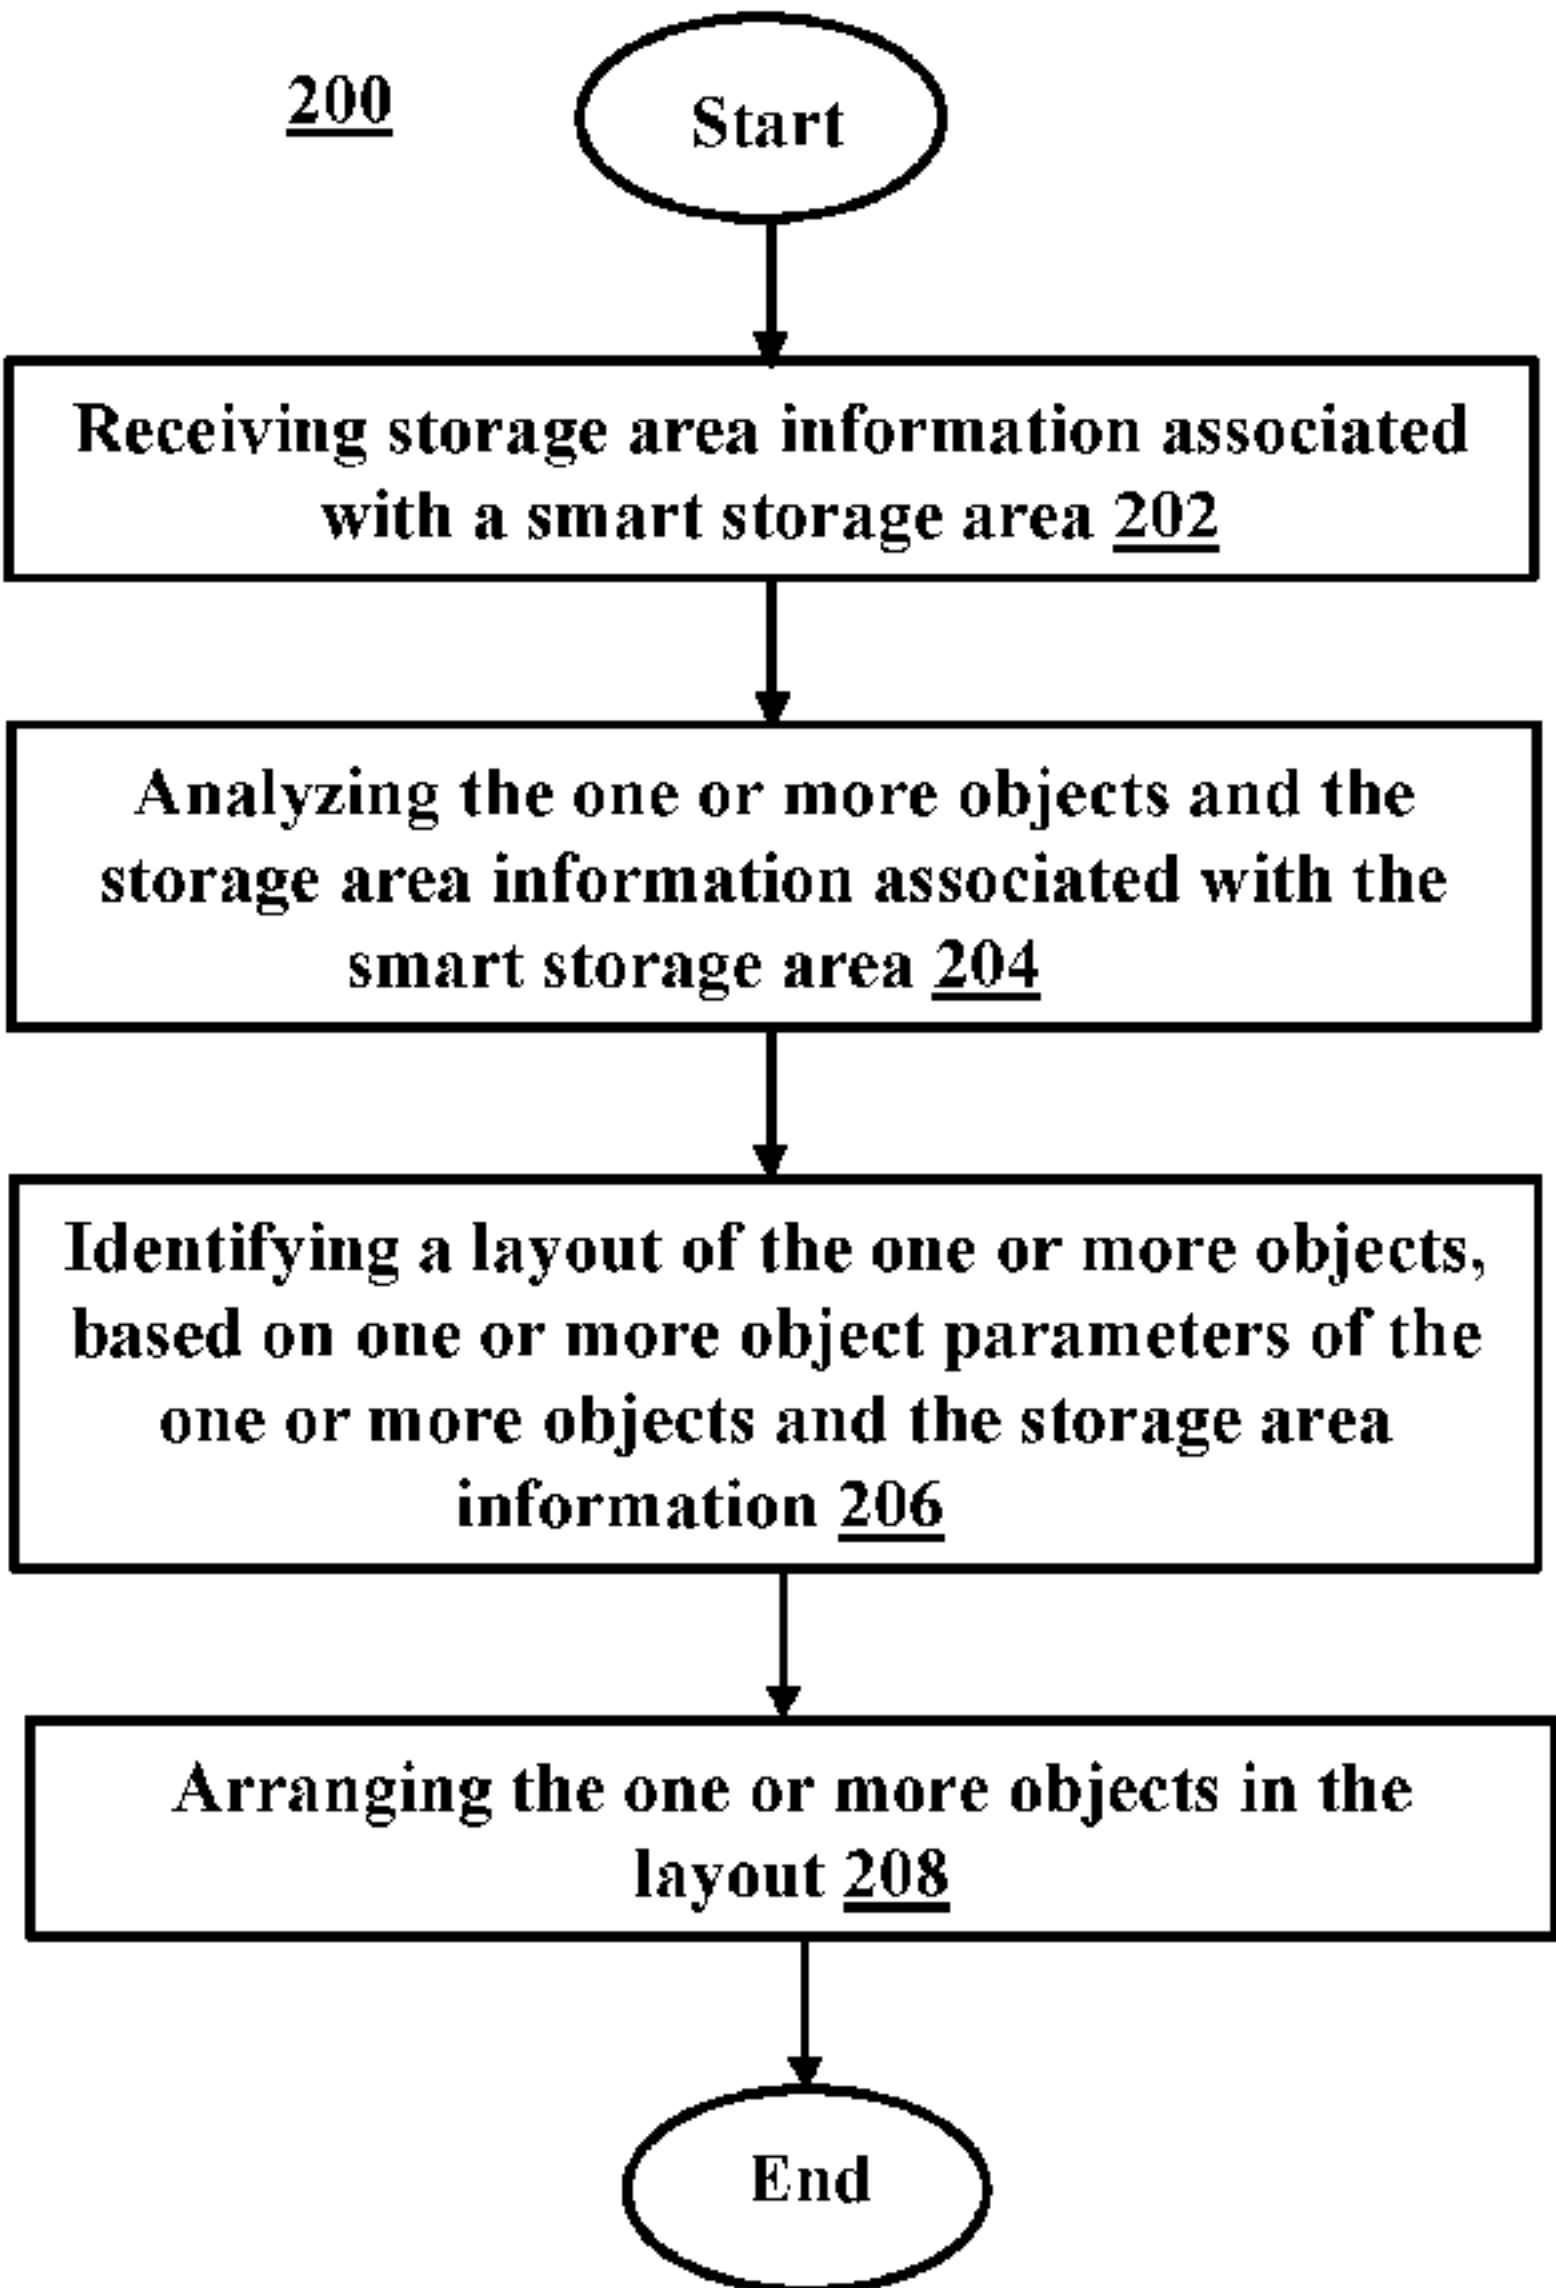 200
Start
Receiving storage area information associated
with a smart storage area 202
Analyzing the one or more objects and the
storage area information associated with the
smart storage area 204
Identifying a layout of the one or more objects,
based on one or more object parameters of the
one or more objects and the storage area
information 206
Arranging the one or more objects in the
layout 208
End